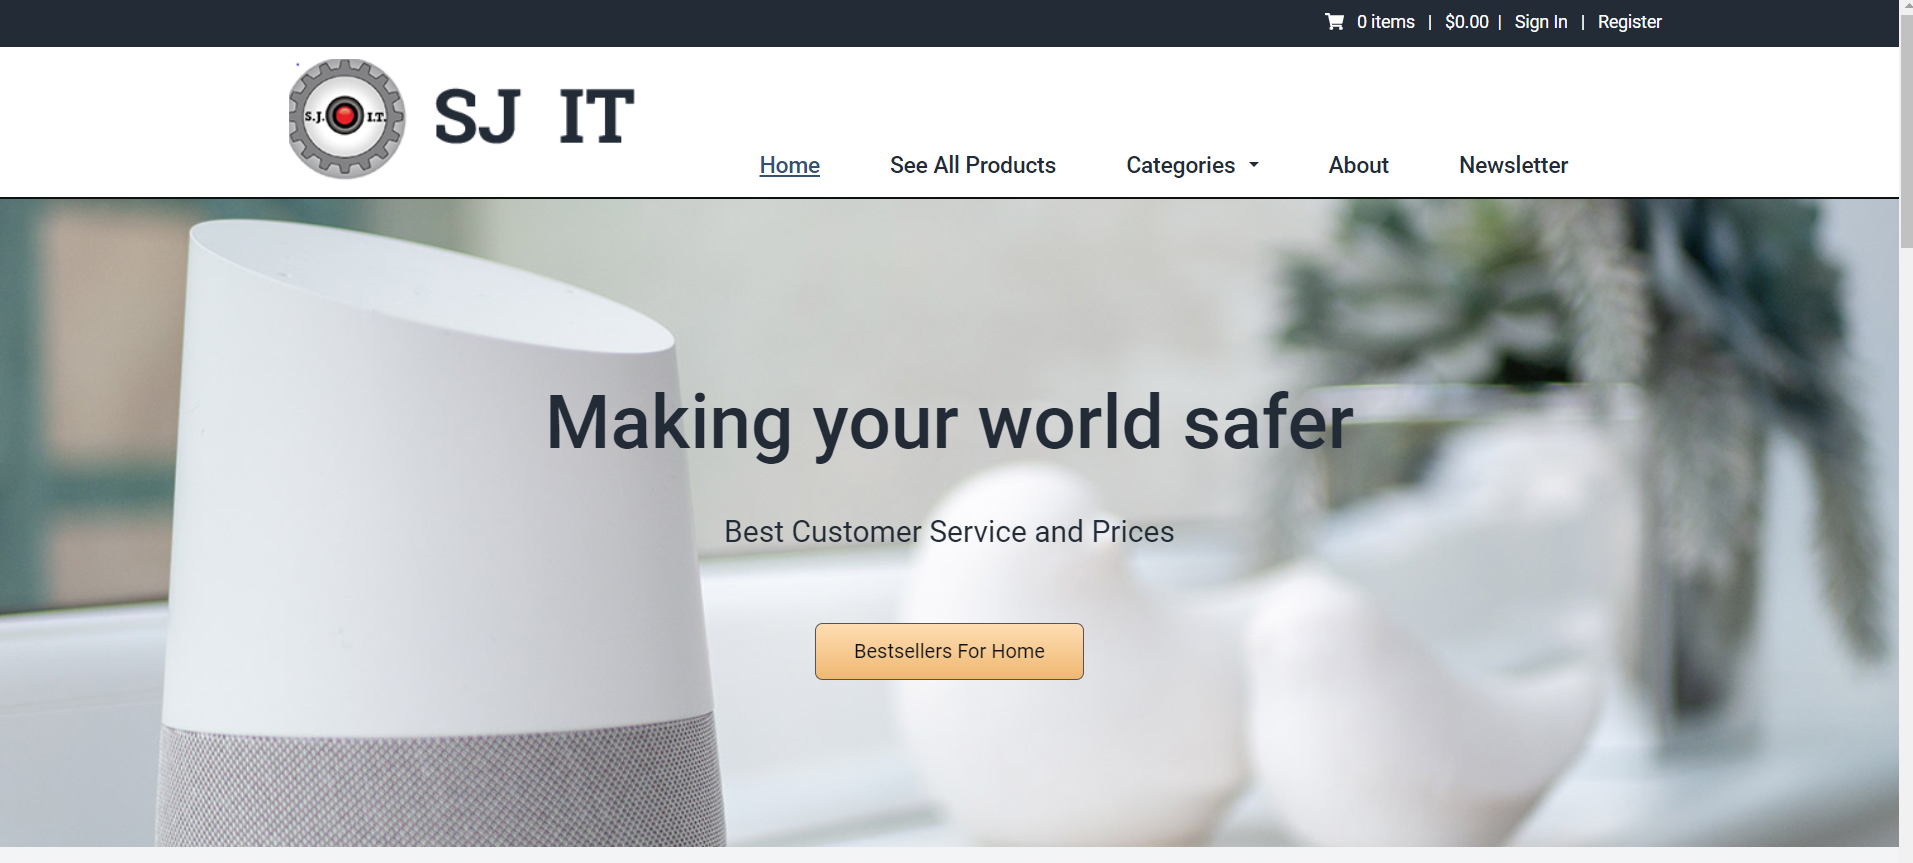 0 items | $0.00 | Sign In | Register
S.J. I.T.
SJ IT
Home See All Products Categories About Newsletter
Making your world safer
Best Customer Service and Prices
Bestsellers For Home